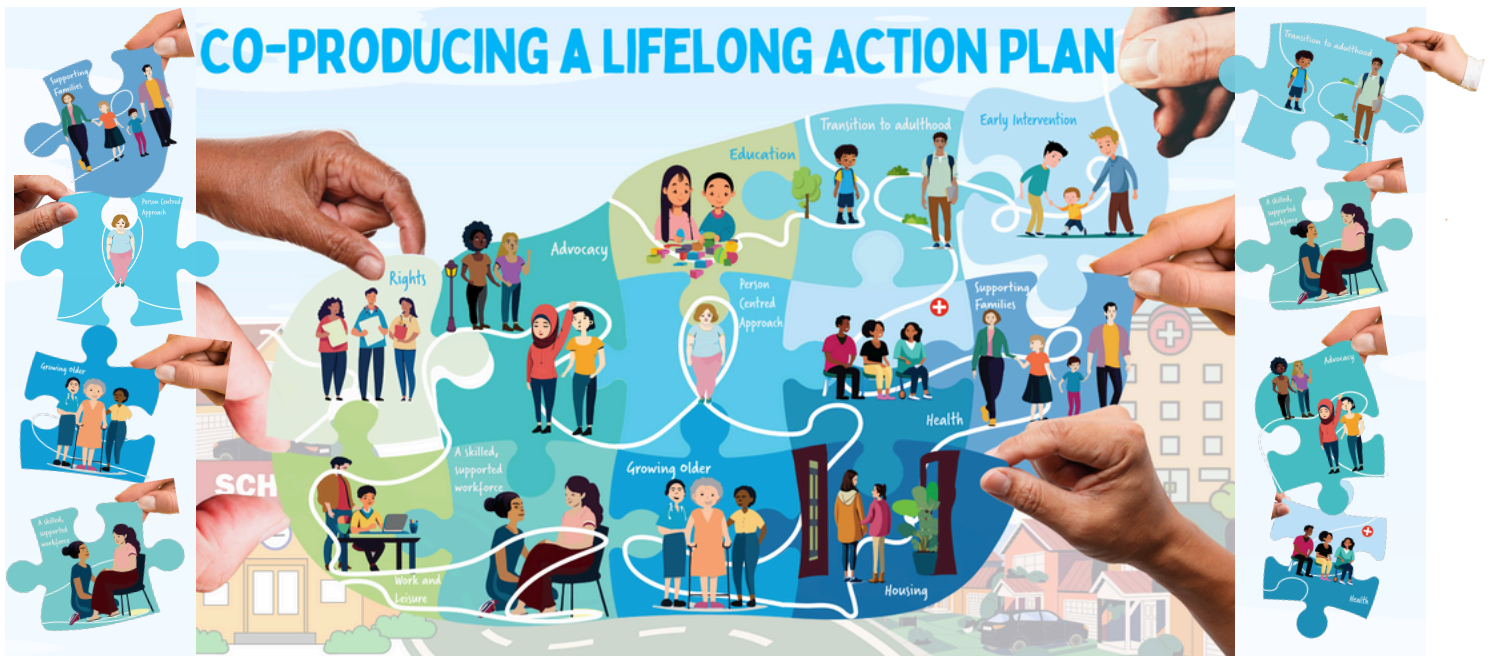 CO-PRODUCING A LIFELONG ACTION PLAN
Supporting
Families
Person Centred
Approach
Growing Older
A skilled,
supported
workforce
Rights
Advocacy
Education
Transition to adulthood
Early Intervention
Person
Centred
Approach
Supporting
Families
Health
A skilled,
supported
workforce
Growing Older
Work and
Leisure
Housing
SCH
Transition to adulthood
A skilled,
supported
workforce
Advocacy
Health